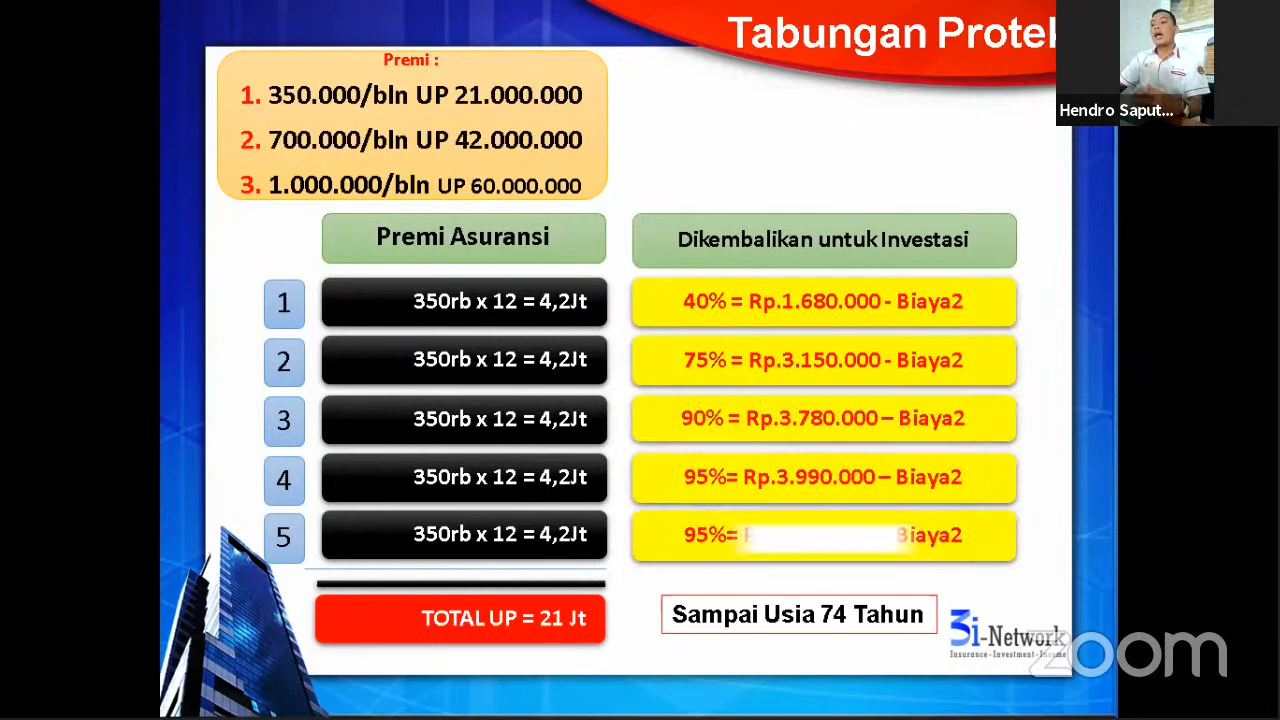 Tabungan Protek
Hendro Saput...
Premi :
1. 350.000/bln UP 21.000.000
2. 700.000/bln UP 42.000.000
3. 1.000.000/bln UP 60.000.000
Premi Asuransi
Dikembalikan untuk Investasi
1
350rb x 12 = 4,2Jt
40% = Rp.1.680.000 - Biaya2
2
350rb x 12 = 4,2Jt
75% = Rp.3.150.000 - Biaya2
3
350rb x 12 = 4,2Jt
90% = Rp.3.780.000 – Biaya2
4
350rb x 12 = 4,2Jt
95%= Rp.3.990.000 – Biaya2
5
350rb x 12 = 4,2Jt
95%= Biaya2
TOTAL UP = 21 Jt
Sampai Usia 74 Tahun
3i-Network
Insurance-Investment-Income
zoom